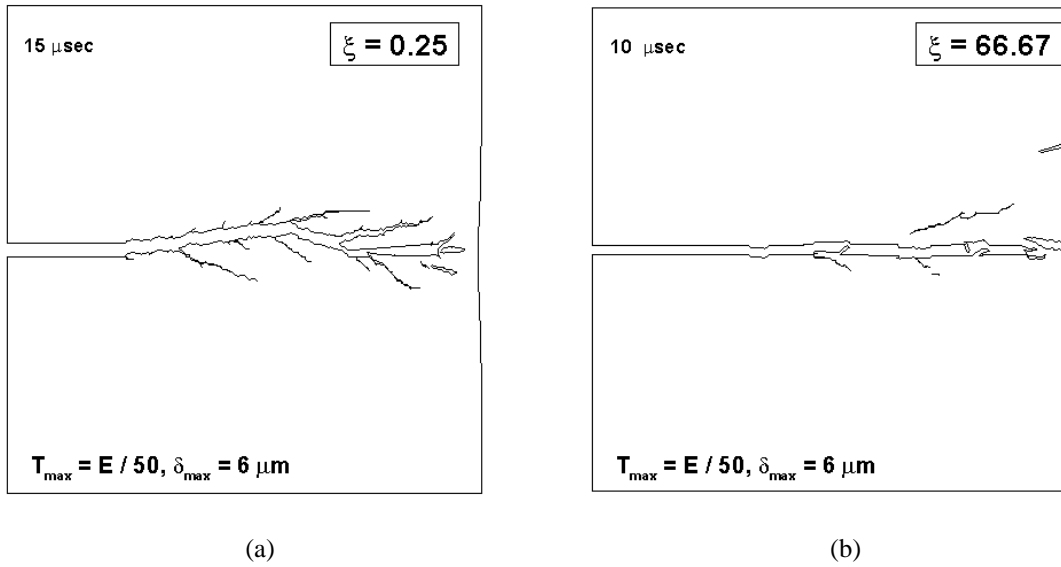 15 μsec
ξ = 0.25
T_max = E / 50, δ_max = 6 μm
(a)
10 μsec
ξ = 66.67
T_max = E / 50, δ_max = 6 μm
(b)